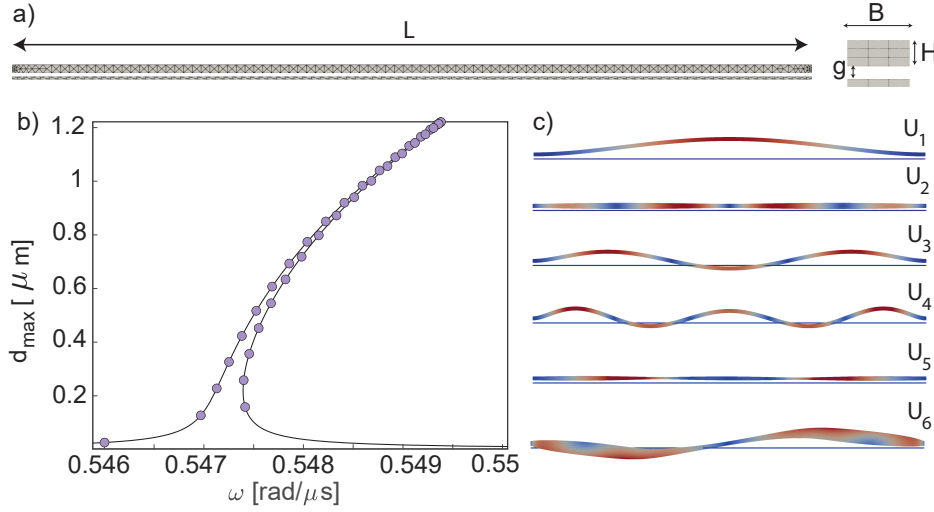 a)
L
B
H
g
b)
1.2
1
0.8
0.6
0.4
0.2
d_max [ μ m]
0.546
0.547
0.548
0.549
0.55
ω [rad/μs]
c)
U_1
U_2
U_3
U_4
U_5
U_6